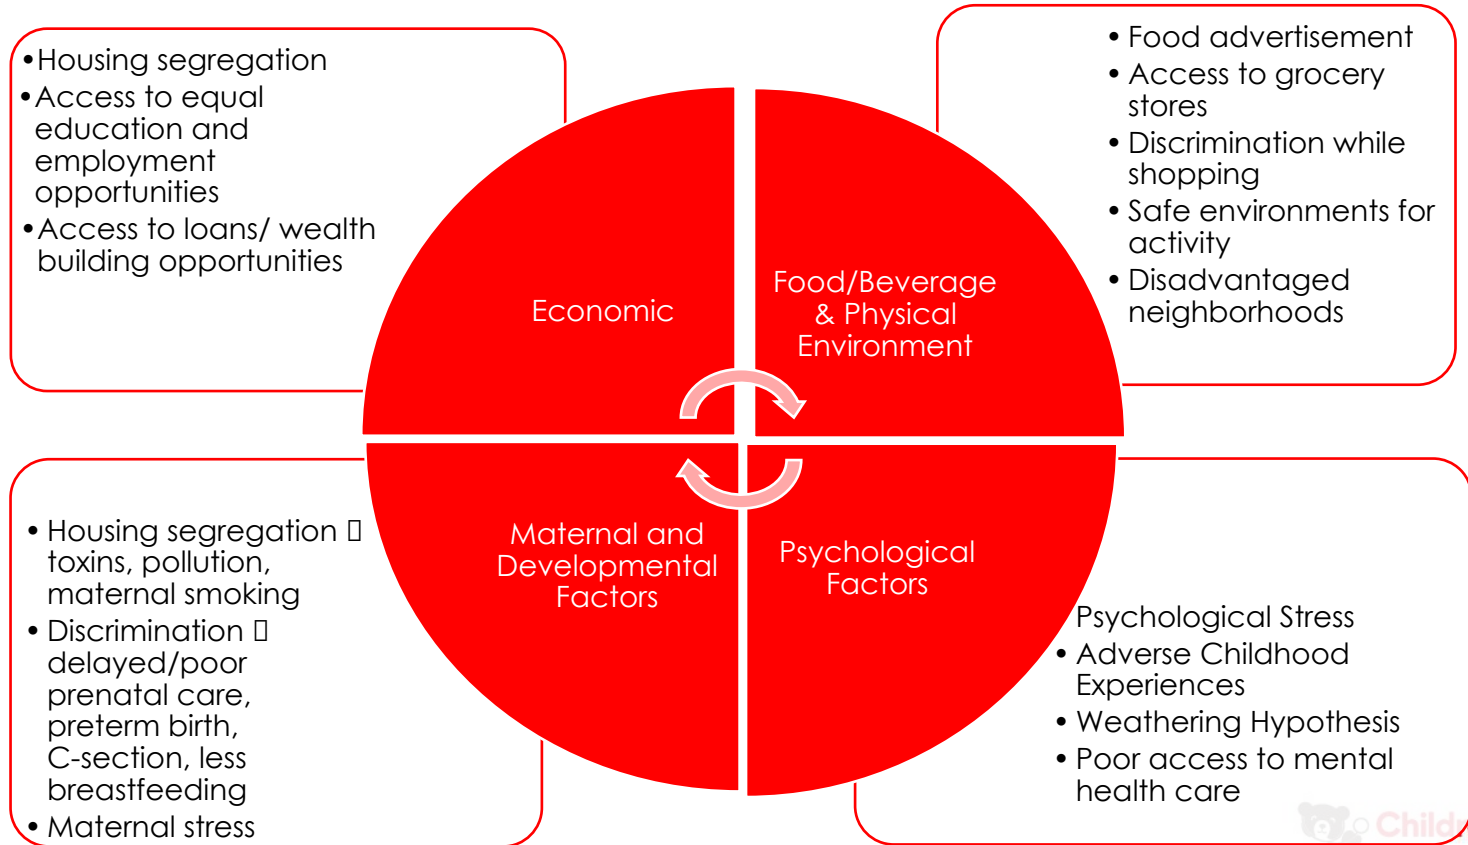 •Housing segregation
•Access to equal
education and
employment
opportunities
•Access to loans/ wealth
building opportunities
• Food advertisement
• Access to grocery
stores
• Discrimination while
shopping
• Safe environments for
activity
• Disadvantaged
neighborhoods
Economic
Food/Beverage
& Physical
Environment
Maternal and
Developmental
Factors
Psychological
Factors
• Housing segregation ▯
toxins, pollution,
maternal smoking
• Discrimination ▯
delayed/poor
prenatal care,
preterm birth,
C-section, less
breastfeeding
• Maternal stress
Psychological Stress
• Adverse Childhood
Experiences
• Weathering Hypothesis
• Poor access to mental
health care